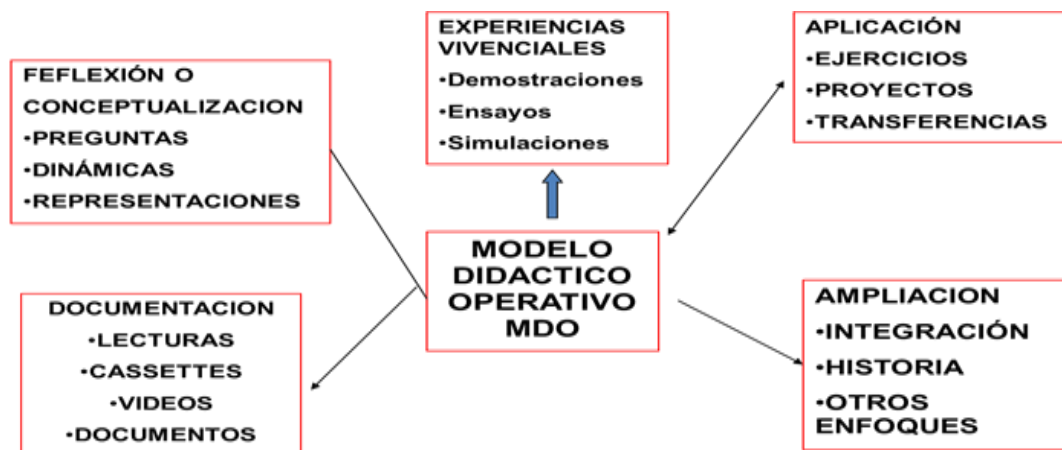 FEFLEXIÓN O
CONCEPTUALIZACION
•PREGUNTAS
•DINÁMICAS
•REPRESENTACIONES
EXPERIENCIAS
VIVENCIALES
•Demostraciones
•Ensayos
•Simulaciones
APLICACIÓN
•EJERCICIOS
•PROYECTOS
•TRANSFERENCIAS
MODELO
DIDACTICO
OPERATIVO
MDO
DOCUMENTACION
•LECTURAS
•CASSETTES
•VIDEOS
•DOCUMENTOS
AMPLIACION
•INTEGRACIÓN
•HISTORIA
•OTROS
ENFOQUES